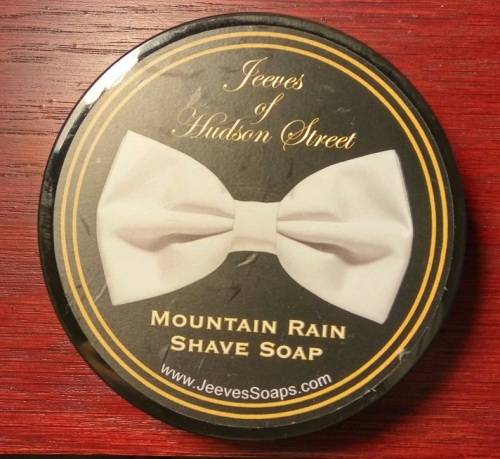 Jeeves
of
Hudson Street
MOUNTAIN RAIN
SHAVE SOAP
www.JeevesSoaps.com